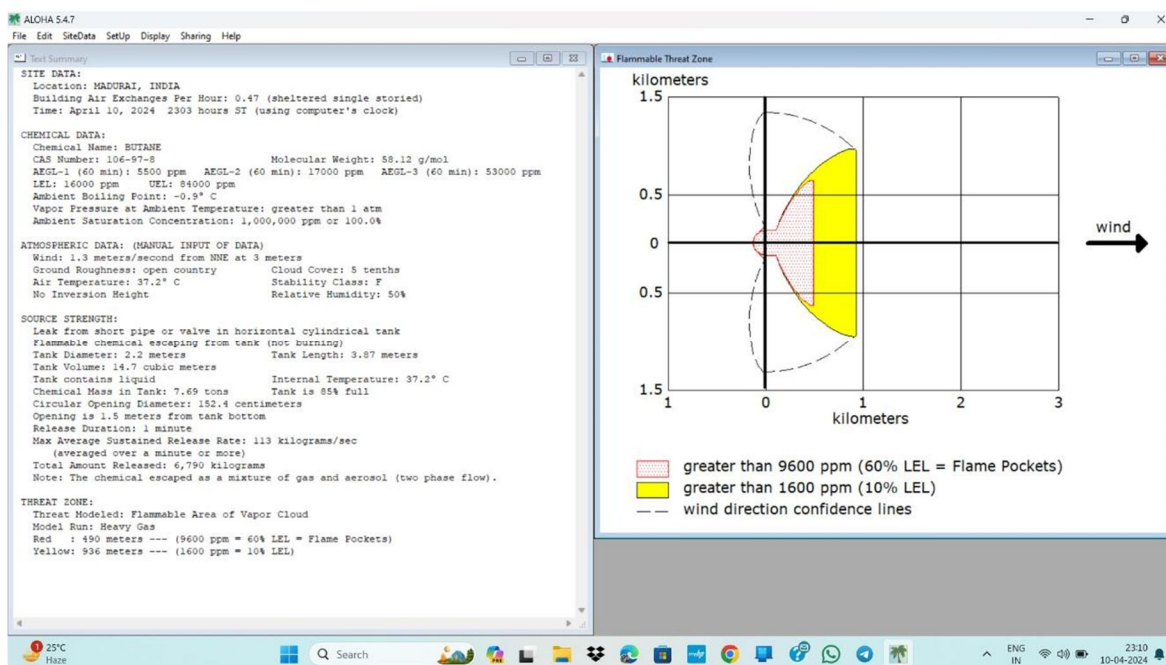 ALOHA 5.4.7
File Edit SiteData SetUp Display Sharing Help
Text Summary
SITE DATA:
Location: MADURAI, INDIA
Building Air Exchanges Per Hour: 0.47 (sheltered single storied)
Time: April 10, 2024 2303 hours ST (using computer's clock)
CHEMICAL DATA:
Chemical Name: BUTANE
CAS Number: 106-97-8 Molecular Weight: 58.12 g/mol
AEGL-1 (60 min): 5500 ppm AEGL-2 (60 min): 17000 ppm AEGL-3 (60 min): 53000 ppm
LEL: 16000 ppm UEL: 84000 ppm
Ambient Boiling Point: -0.9° C
Vapor Pressure at Ambient Temperature: greater than 1 atm
Ambient Saturation Concentration: 1,000,000 ppm or 100.0%
ATMOSPHERIC DATA: (MANUAL INPUT OF DATA)
Wind: 1.3 meters/second from NNE at 3 meters
Ground Roughness: open country Cloud Cover: 5 tenths
Air Temperature: 37.2° C Stability Class: F
No Inversion Height Relative Humidity: 50%
SOURCE STRENGTH:
Leak from short pipe or valve in horizontal cylindrical tank
Flammable chemical escaping from tank (not burning)
Tank Diameter: 2.2 meters Tank Length: 3.87 meters
Tank Volume: 14.7 cubic meters
Tank contains liquid Internal Temperature: 37.2° C
Chemical Mass in Tank: 7.69 tons Tank is 85% full
Circular Opening Diameter: 152.4 centimeters
Opening is 1.5 meters from tank bottom
Release Duration: 1 minute
Max Average Sustained Release Rate: 113 kilograms/sec
(averaged over a minute or more)
Total Amount Released: 6,790 kilograms
Note: The chemical escaped as a mixture of gas and aerosol (two phase flow).
THREAT ZONE:
Threat Modeled: Flammable Area of Vapor Cloud
Model Run: Heavy Gas
Red : 490 meters --- (9600 ppm = 60% LEL = Flame Pockets)
Yellow: 936 meters --- (1600 ppm = 10% LEL)
Flammable Threat Zone
kilometers
1.5
0.5
0
0.5
1.5
1 0 1 2 3
kilometers
wind
greater than 9600 ppm (60% LEL = Flame Pockets)
greater than 1600 ppm (10% LEL)
wind direction confidence lines
1
25°C
Haze
Search
ENG
IN
23:10
10-04-2024